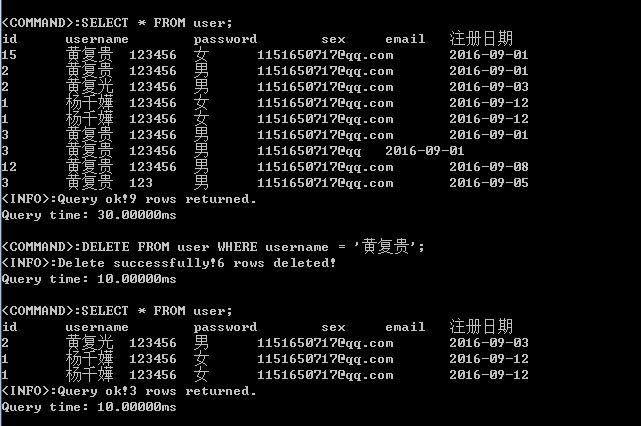 <COMMAND>:SELECT * FROM user;
id username password sex email 注册日期
15 黄复贵 123456 女 1151650717@qq.com 2016-09-01
2 黄复贵 123456 男 1151650717@qq.com 2016-09-01
2 黄复光 123456 男 1151650717@qq.com 2016-09-03
1 杨千嬅 123456 女 1151650717@qq.com 2016-09-12
1 杨千嬅 123456 女 1151650717@qq.com 2016-09-12
3 黄复贵 123456 男 1151650717@qq.com 2016-09-01
3 黄复贵 123456 男 1151650717@qq 2016-09-01
12 黄复贵 123456 男 1151650717@qq.com 2016-09-08
3 黄复贵 123 男 1151650717@qq.com 2016-09-05
<INFO>:Query ok!9 rows returned.
Query time: 30.00000ms
<COMMAND>:DELETE FROM user WHERE username = '黄复贵';
<INFO>:Delete successfully!6 rows deleted!
Query time: 10.00000ms
<COMMAND>:SELECT * FROM user;
id username password sex email 注册日期
2 黄复光 123456 男 1151650717@qq.com 2016-09-03
1 杨千嬅 123456 女 1151650717@qq.com 2016-09-12
1 杨千嬅 123456 女 1151650717@qq.com 2016-09-12
<INFO>:Query ok!3 rows returned.
Query time: 10.00000ms